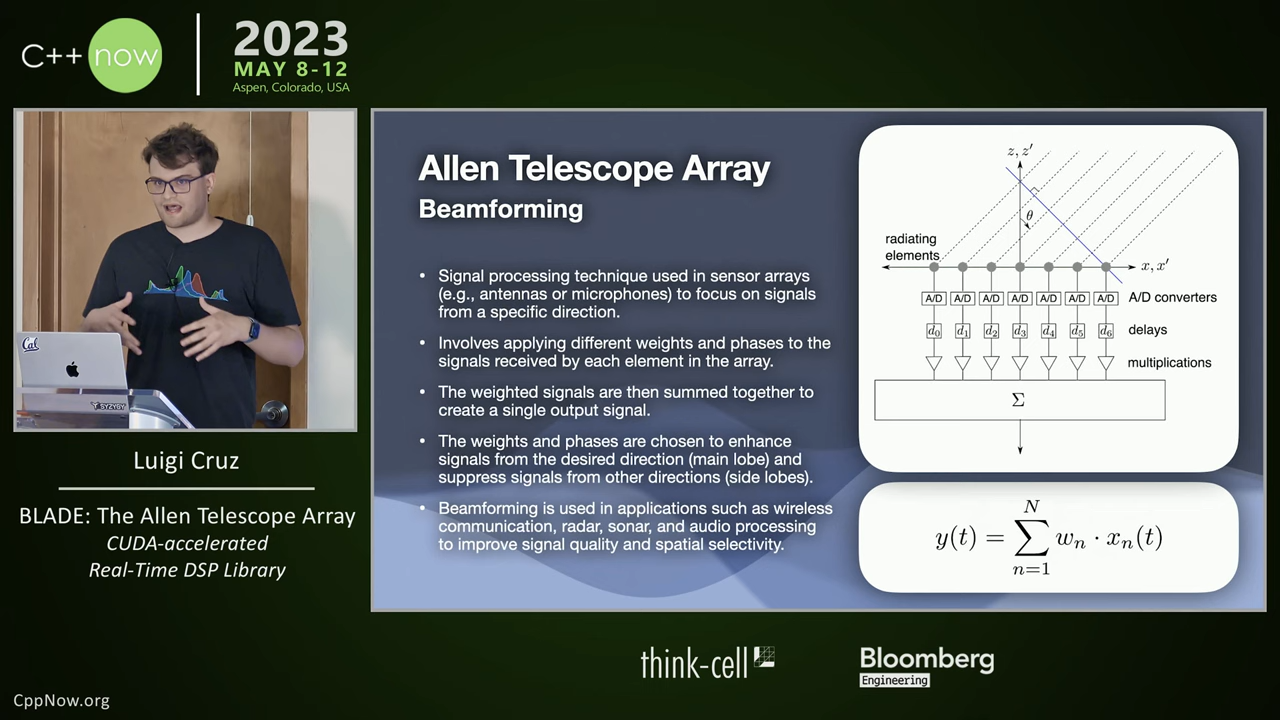 C++ now
2023
MAY 8-12
Aspen, Colorado, USA
Cal
SYZYGY
Luigi Cruz
BLADE: The Allen Telescope Array
CUDA-accelerated
Real-Time DSP Library
Allen Telescope Array
Beamforming
• Signal processing technique used in sensor arrays
(e.g., antennas or microphones) to focus on signals
from a specific direction.
• Involves applying different weights and phases to the
signals received by each element in the array.
• The weighted signals are then summed together to
create a single output signal.
• The weights and phases are chosen to enhance
signals from the desired direction (main lobe) and
suppress signals from other directions (side lobes).
• Beamforming is used in applications such as wireless
communication, radar, sonar, and audio processing
to improve signal quality and spatial selectivity.
z, z′
θ
radiating
elements
x, x′
A/D A/D A/D A/D A/D A/D A/D A/D converters
d₀ d₁ d₂ d₃ d₄ d₅ d₆ delays
multiplications
Σ
y(t) = ∑ₙ₌₁ᴺ wₙ · xₙ(t)
think-cell
Bloomberg
Engineering
CppNow.org